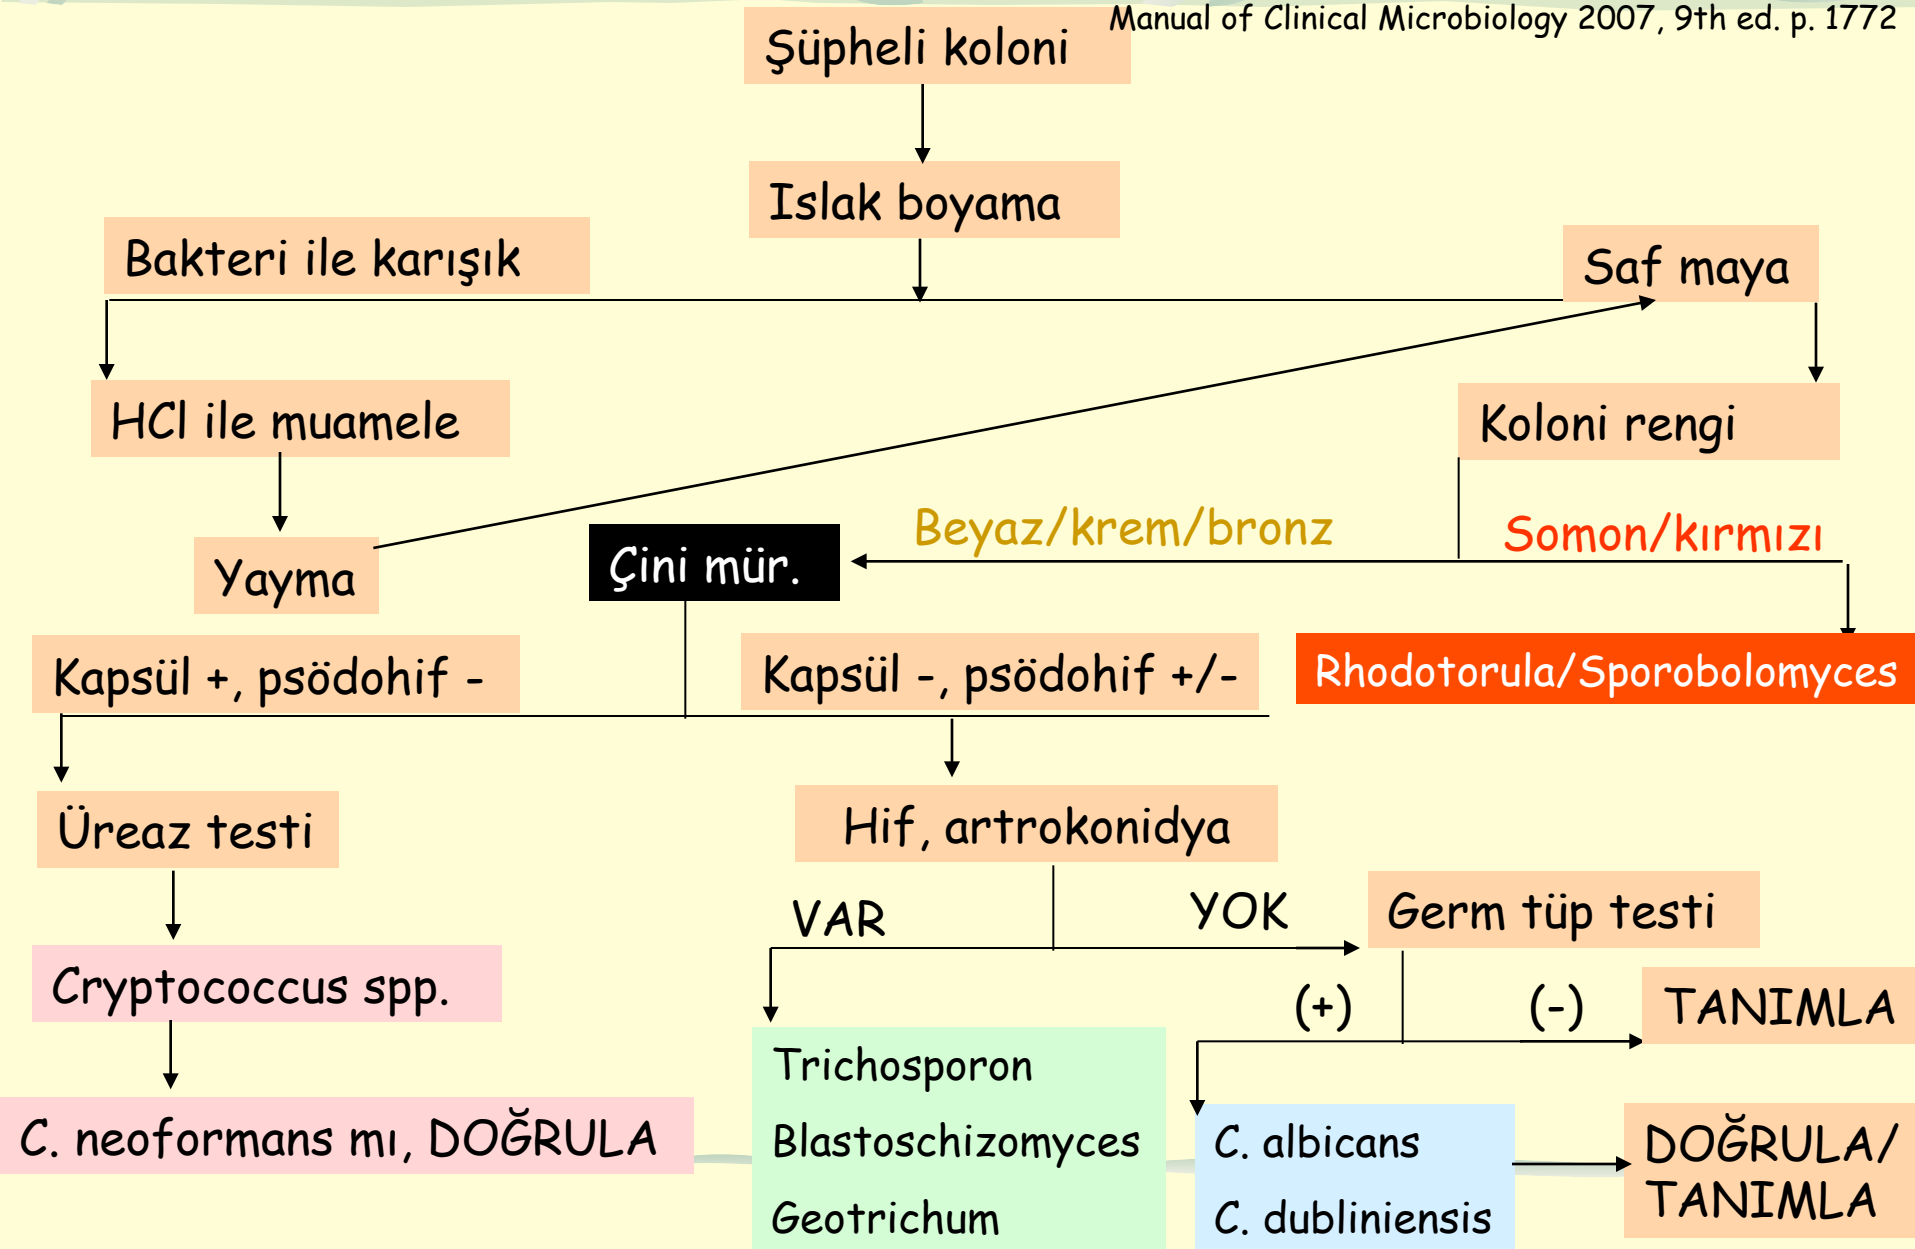 Manual of Clinical Microbiology 2007, 9th ed. p. 1772
Şüpheli koloni
Islak boyama
Bakteri ile karışık
Saf maya
HCl ile muamele
Koloni rengi
Beyaz/krem/bronz
Somon/kırmızı
Çini mür.
Yayma
Kapsül +, psödohif -
Kapsül -, psödohif +/-
Rhodotorula/Sporobolomyces
Üreaz testi
Hif, artrokonidya
VAR
YOK
Germ tüp testi
Cryptococcus spp.
(+)
(-)
TANIMLA
C. neoformans mı, DOĞRULA
Trichosporon
Blastoschizomyces
Geotrichum
C. albicans
C. dubliniensis
DOĞRULA/
TANIMLA